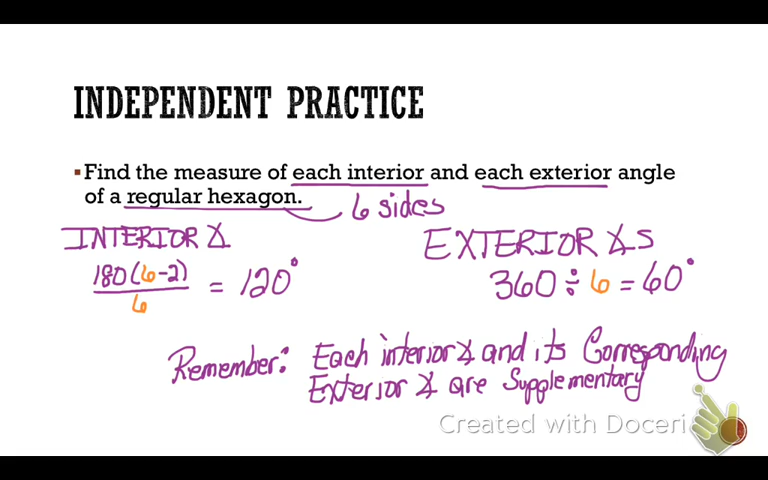 INDEPENDENT PRACTICE
▪ Find the measure of each interior and each exterior angle
of a regular hexagon.
6 sides
INTERIOR ∡
EXTERIOR ∡S
180(6-2)
6
= 120°
360 ÷ 6 = 60°
Remember: Each interior ∡ and its Corresponding
Exterior ∡ are Supplementary
Created with Doceri